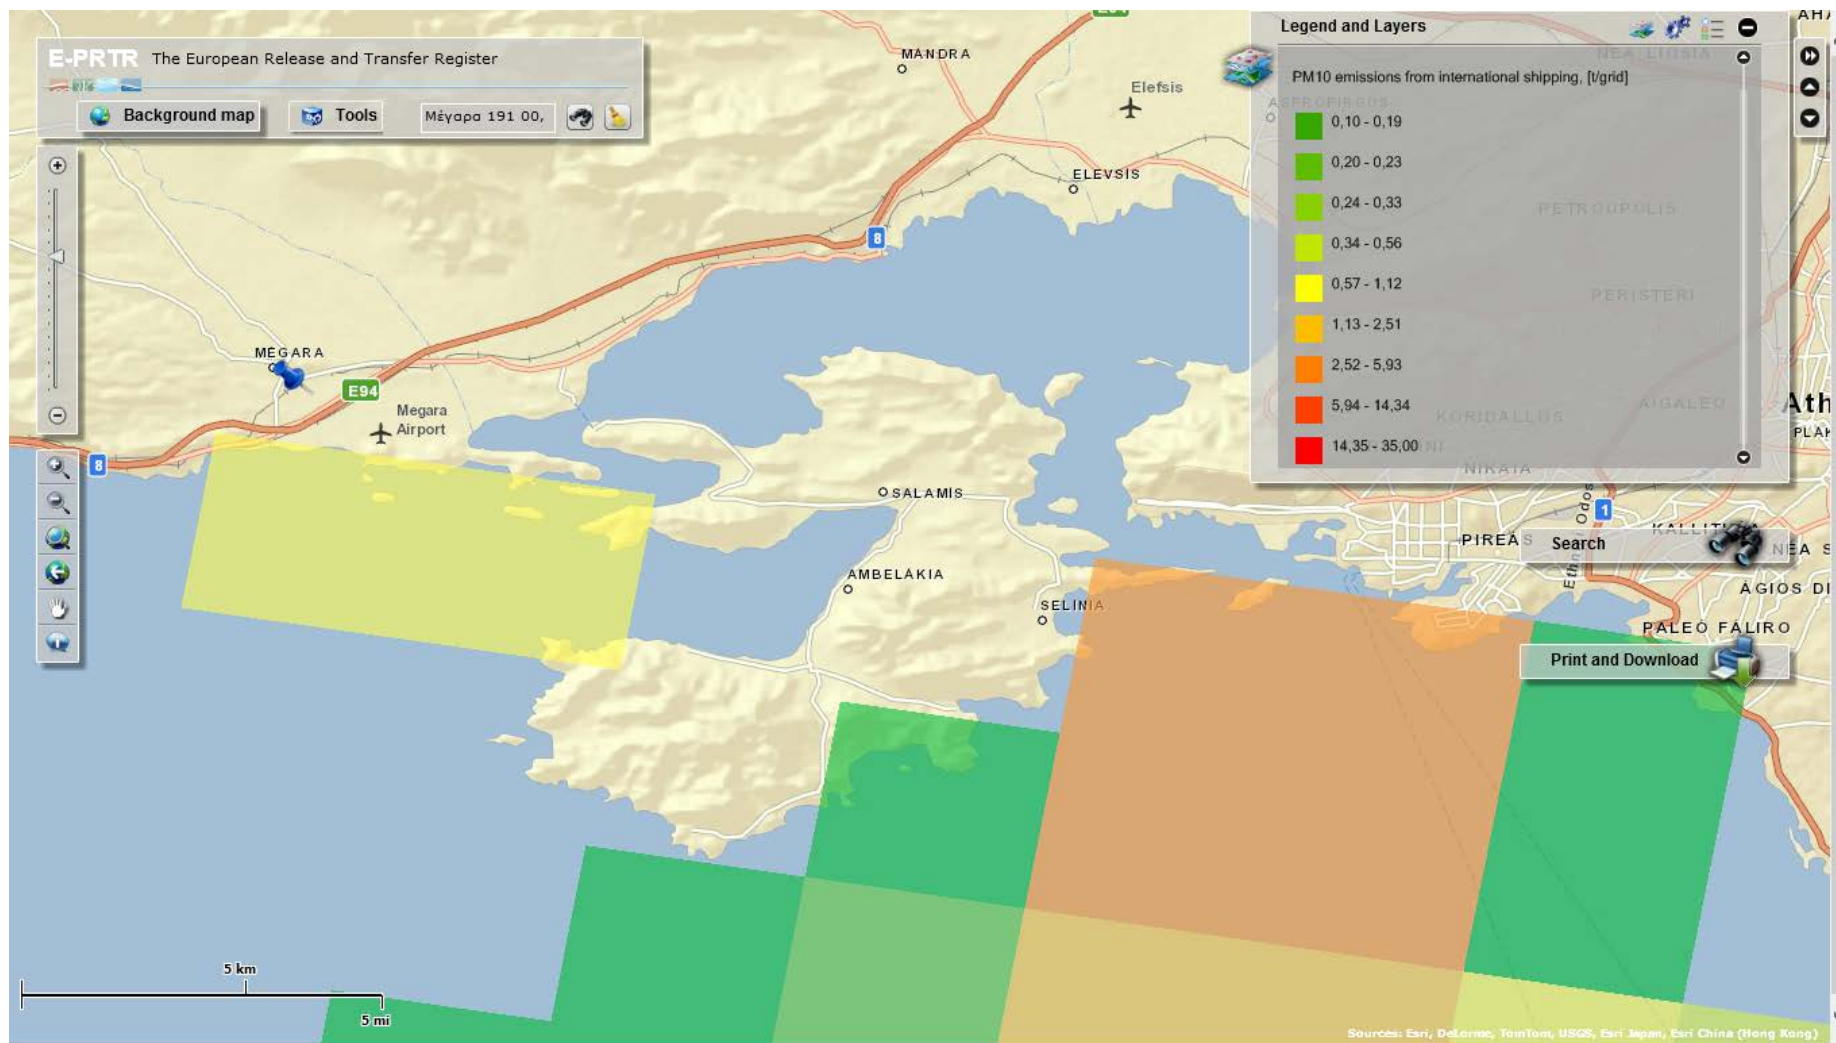 E-PRTR The European Release and Transfer Register
Background map
Tools
Μέγαρα 191 00,
Legend and Layers
PM10 emissions from international shipping, [t/grid]
0,10 - 0,19
0,20 - 0,23
0,24 - 0,33
0,34 - 0,56
0,57 - 1,12
1,13 - 2,51
2,52 - 5,93
5,94 - 14,34
14,35 - 35,00
MANDRA
Elefsis
ELEVSIS
NEA LIOSIA
ASPROPIRGOS
PETROUPOLIS
PERISTERI
AIGALEO
KORIDALLOS
NIKAIA
8
MEGARA
E94
Megara
Airport
8
SALAMIS
AMBELAKIA
SELINIA
1
PIREAS
Search
PALEO FALIRO
Print and Download
5 km
5 mi
Sources: Esri, DeLorme, TomTom, USGS, Esri Japan, Esri China (Hong Kong)